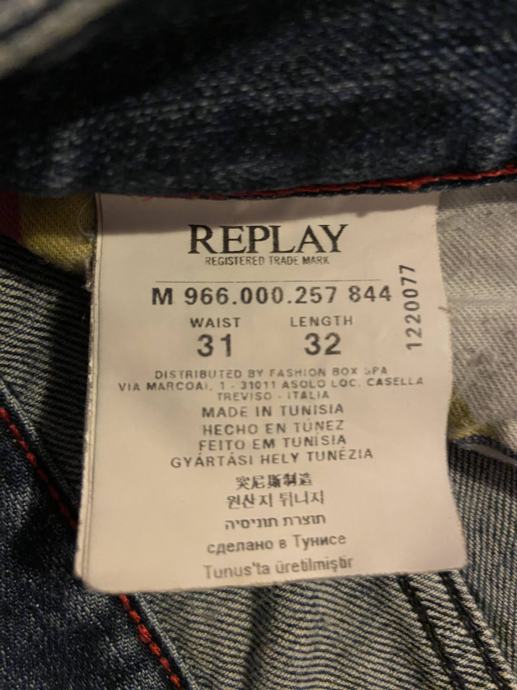 REPLAY
REGISTERED TRADE MARK
M 966.000.257 844
WAIST LENGTH
31 32
1220077
DISTRIBUTED BY FASHION BOX SPA
VIA MARCOAI, 1 - 31011 ASOLO LOC. CASELLA
TREVISO - ITALIA
MADE IN TUNISIA
HECHO EN TÚNEZ
FEITO EM TUNÍSIA
GYÁRTÁSI HELY TUNÉZIA
突尼斯制造
원산지 튀니지
תוצרת תוניסיה
сделано в Тунисе
Tunus'ta üretilmiştir